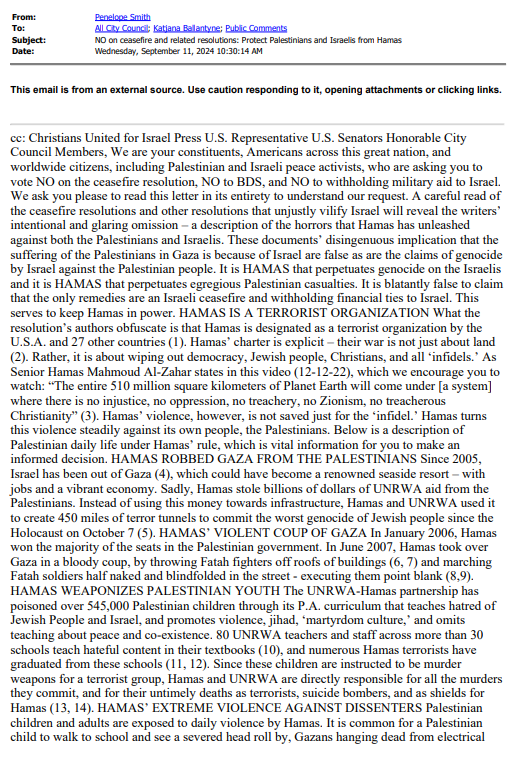 From: Penelope Smith
To: All City Council; Katjana Ballantyne; Public Comments
Subject: NO on ceasefire and related resolutions: Protect Palestinians and Israelis from Hamas
Date: Wednesday, September 11, 2024 10:30:14 AM
This email is from an external source. Use caution responding to it, opening attachments or clicking links.
cc: Christians United for Israel Press U.S. Representative U.S. Senators Honorable City
Council Members, We are your constituents, Americans across this great nation, and
worldwide citizens, including Palestinian and Israeli peace activists, who are asking you to
vote NO on the ceasefire resolution, NO to BDS, and NO to withholding military aid to Israel.
We ask you please to read this letter in its entirety to understand our request. A careful read of
the ceasefire resolutions and other resolutions that unjustly vilify Israel will reveal the writers'
intentional and glaring omission – a description of the horrors that Hamas has unleashed
against both the Palestinians and Israelis. These documents' disingenuous implication that the
suffering of the Palestinians in Gaza is because of Israel are false as are the claims of genocide
by Israel against the Palestinian people. It is HAMAS that perpetuates genocide on the Israelis
and it is HAMAS that perpetuates egregious Palestinian casualties. It is blatantly false to claim
that the only remedies are an Israeli ceasefire and withholding financial ties to Israel. This
serves to keep Hamas in power. HAMAS IS A TERRORIST ORGANIZATION What the
resolution's authors obfuscate is that Hamas is designated as a terrorist organization by the
U.S.A. and 27 other countries (1). Hamas' charter is explicit – their war is not just about land
(2). Rather, it is about wiping out democracy, Jewish people, Christians, and all 'infidels.' As
Senior Hamas Mahmoud Al-Zahar states in this video (12-12-22), which we encourage you to
watch: "The entire 510 million square kilometers of Planet Earth will come under [a system]
where there is no injustice, no oppression, no treachery, no Zionism, no treacherous
Christianity" (3). Hamas' violence, however, is not saved just for the 'infidel.' Hamas turns
this violence steadily against its own people, the Palestinians. Below is a description of
Palestinian daily life under Hamas' rule, which is vital information for you to make an
informed decision. HAMAS ROBBED GAZA FROM THE PALESTINIANS Since 2005,
Israel has been out of Gaza (4), which could have become a renowned seaside resort – with
jobs and a vibrant economy. Sadly, Hamas stole billions of dollars of UNRWA aid from the
Palestinians. Instead of using this money towards infrastructure, Hamas and UNRWA used it
to create 450 miles of terror tunnels to commit the worst genocide of Jewish people since the
Holocaust on October 7 (5). HAMAS' VIOLENT COUP OF GAZA In January 2006, Hamas
won the majority of the seats in the Palestinian government. In June 2007, Hamas took over
Gaza in a bloody coup, by throwing Fatah fighters off roofs of buildings (6, 7) and marching
Fatah soldiers half naked and blindfolded in the street - executing them point blank (8,9).
HAMAS WEAPONIZES PALESTINIAN YOUTH The UNRWA-Hamas partnership has
poisoned over 545,000 Palestinian children through its P.A. curriculum that teaches hatred of
Jewish People and Israel, and promotes violence, jihad, 'martyrdom culture,' and omits
teaching about peace and co-existence. 80 UNRWA teachers and staff across more than 30
schools teach hateful content in their textbooks (10), and numerous Hamas terrorists have
graduated from these schools (11, 12). Since these children are instructed to be murder
weapons for a terrorist group, Hamas and UNRWA are directly responsible for all the murders
they commit, and for their untimely deaths as terrorists, suicide bombers, and as shields for
Hamas (13, 14). HAMAS' EXTREME VIOLENCE AGAINST DISSENTERS Palestinian
children and adults are exposed to daily violence by Hamas. It is common for a Palestinian
child to walk to school and see a severed head roll by, Gazans hanging dead from electrical